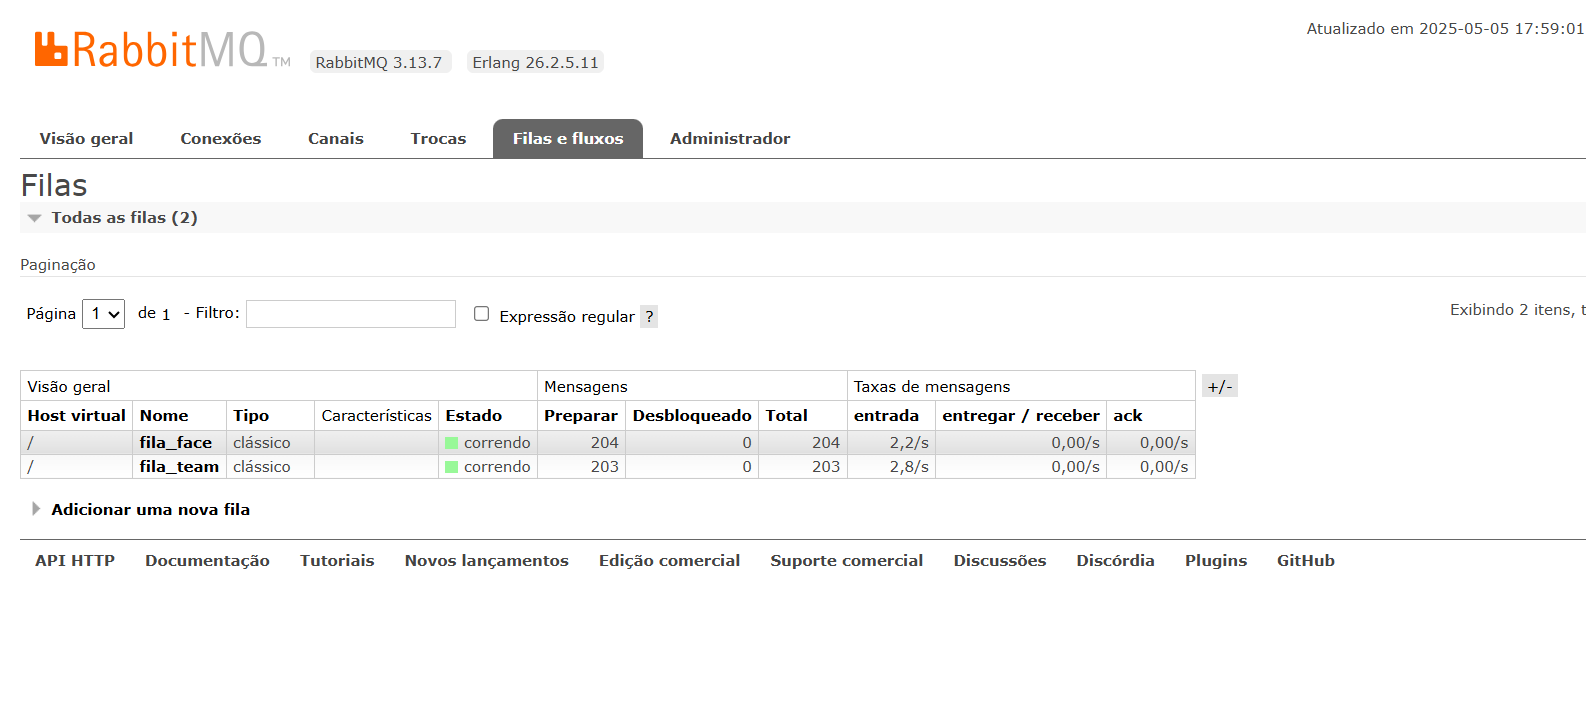 Atualizado em 2025-05-05 17:59:01
RabbitMQ TM RabbitMQ 3.13.7 Erlang 26.2.5.11
Visão geral Conexões Canais Trocas Filas e fluxos Administrador
Filas
Todas as filas (2)
Paginação
Página 1 de 1 - Filtro: Expressão regular ? Exibindo 2 itens, t
Visão geral Mensagens Taxas de mensagens +/-
Host virtual Nome Tipo Características Estado Preparar Desbloqueado Total entrada entregar / receber ack
/ fila_face clássico correndo 204 0 204 2,2/s 0,00/s 0,00/s
/ fila_team clássico correndo 203 0 203 2,8/s 0,00/s 0,00/s
Adicionar uma nova fila
API HTTP Documentação Tutoriais Novos lançamentos Edição comercial Suporte comercial Discussões Discórdia Plugins GitHub